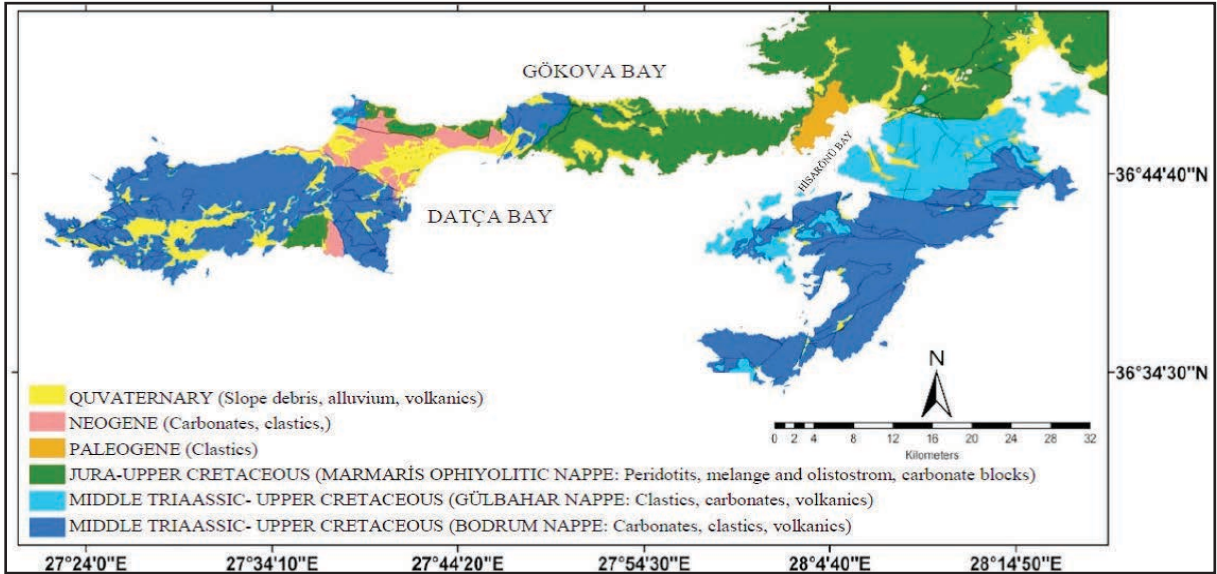 GÖKOVA BAY
HİSARÖNÜ BAY
36°44'40"N
DATÇA BAY
36°34'30"N
N
0 2 4 8 12 16 20 24 28 32
Kilometers
QUVATERNARY (Slope debris, alluvium, volkanics)
NEOGENE (Carbonates, clastics,)
PALEOGENE (Clastics)
JURA-UPPER CRETACEOUS (MARMARİS OPHIYOLITIC NAPPE: Peridotits, melange and olistostrom, carbonate blocks)
MIDDLE TRIAASSIC- UPPER CRETACEOUS (GÜLBAHAR NAPPE: Clastics, carbonates, volkanics)
MIDDLE TRIAASSIC- UPPER CRETACEOUS (BODRUM NAPPE: Carbonates, clastics, volkanics)
27°24'0"E 27°34'10"E 27°44'20"E 27°54'30"E 28°4'40"E 28°14'50"E